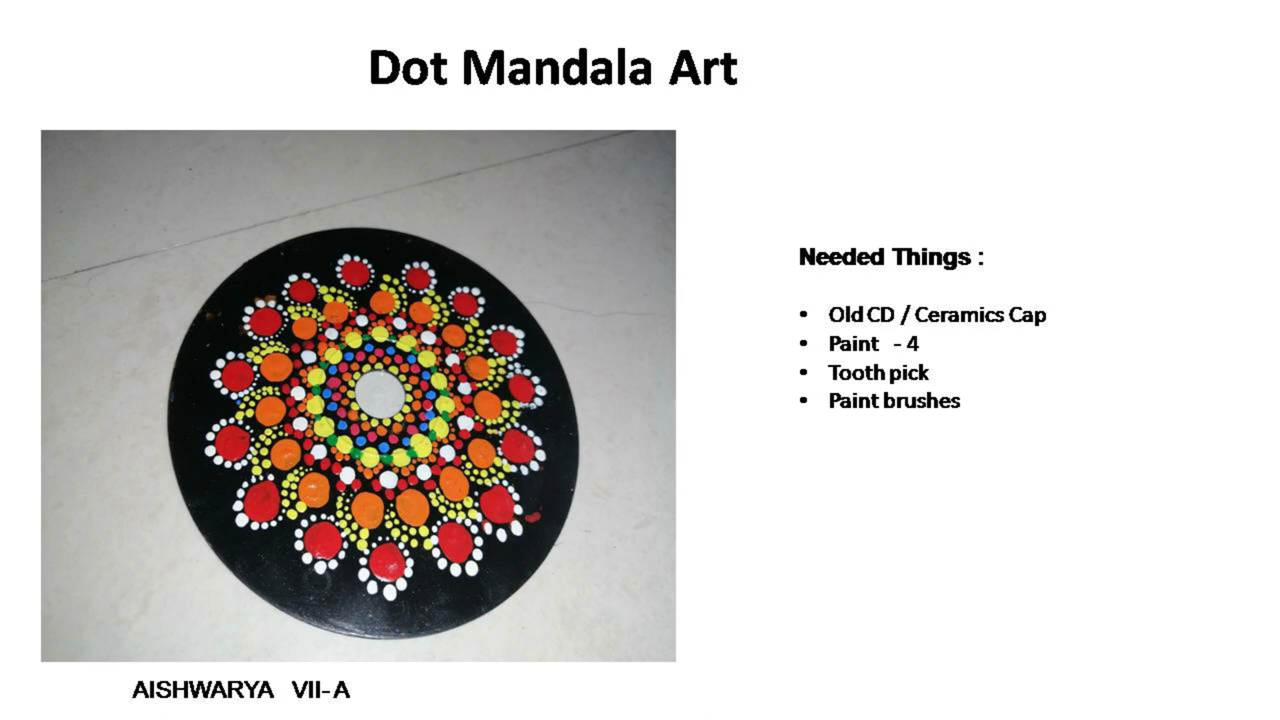 Dot Mandala Art
Needed Things :
• Old CD / Ceramics Cap
• Paint - 4
• Tooth pick
• Paint brushes
AISHWARYA VII-A